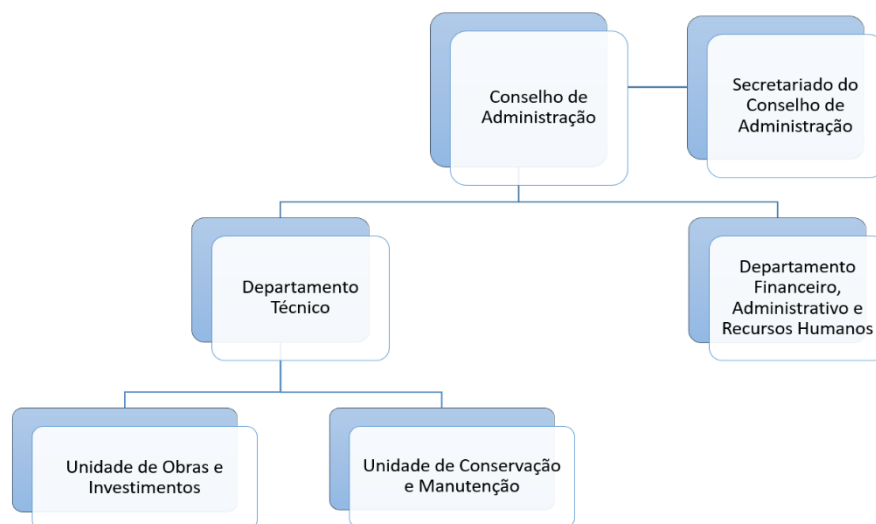 Conselho de
Administração
Secretariado do
Conselho de
Administração
Departamento
Técnico
Departamento
Financeiro,
Administrativo e
Recursos Humanos
Unidade de Obras e
Investimentos
Unidade de Conservação
e Manutenção